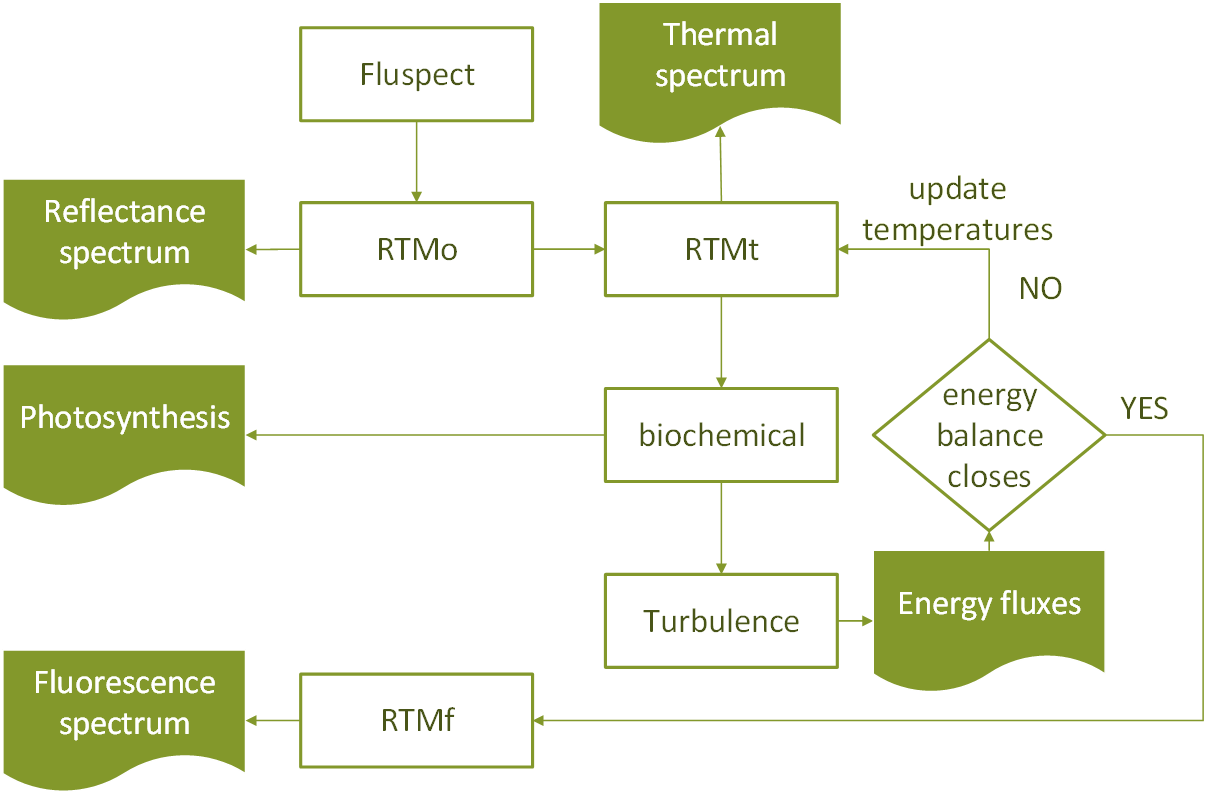 Fluspect
Thermal
spectrum
Reflectance
spectrum
RTMo
RTMt
update
temperatures
NO
Photosynthesis
biochemical
energy
balance
closes
YES
Turbulence
Energy fluxes
Fluorescence
spectrum
RTMf